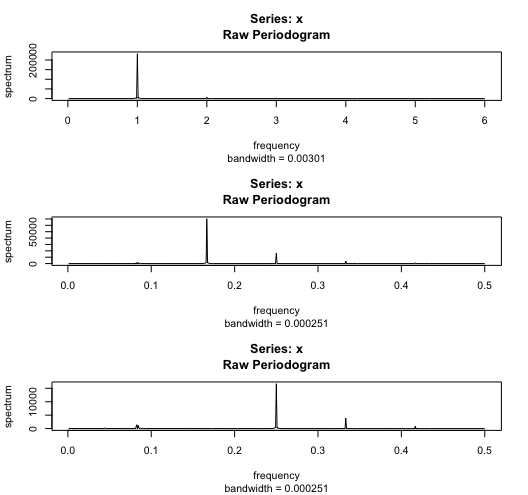 Series: x
Raw Periodogram
spectrum
0 200000
0 1 2 3 4 5 6
frequency
bandwidth = 0.00301
Series: x
Raw Periodogram
spectrum
0 50000
0.0 0.1 0.2 0.3 0.4 0.5
frequency
bandwidth = 0.000251
Series: x
Raw Periodogram
spectrum
0 10000
0.0 0.1 0.2 0.3 0.4 0.5
frequency
bandwidth = 0.000251